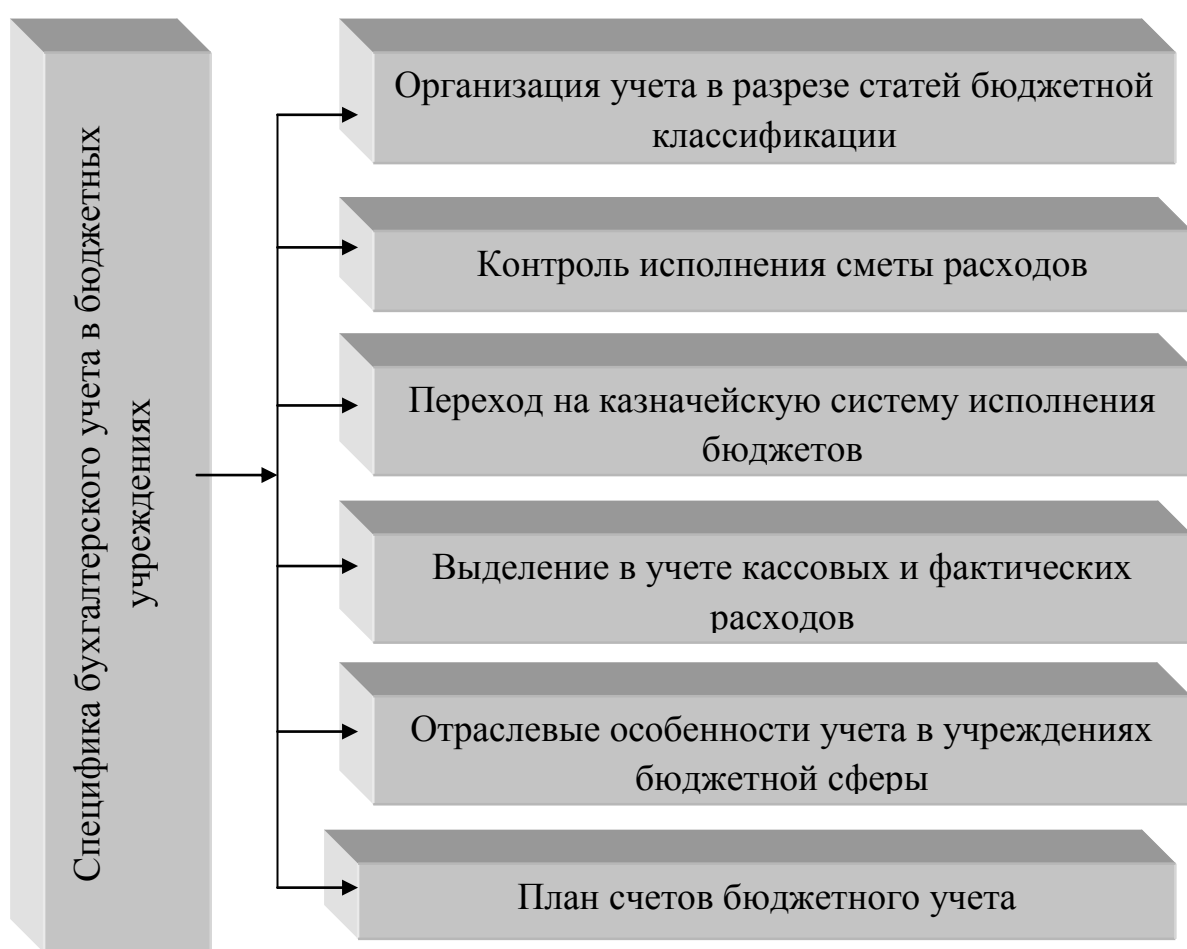 Специфика бухгалтерского учета в бюджетных
учреждениях
Организация учета в разрезе статей бюджетной
классификации
Контроль исполнения сметы расходов
Переход на казначейскую систему исполнения
бюджетов
Выделение в учете кассовых и фактических
расходов
Отраслевые особенности учета в учреждениях
бюджетной сферы
План счетов бюджетного учета